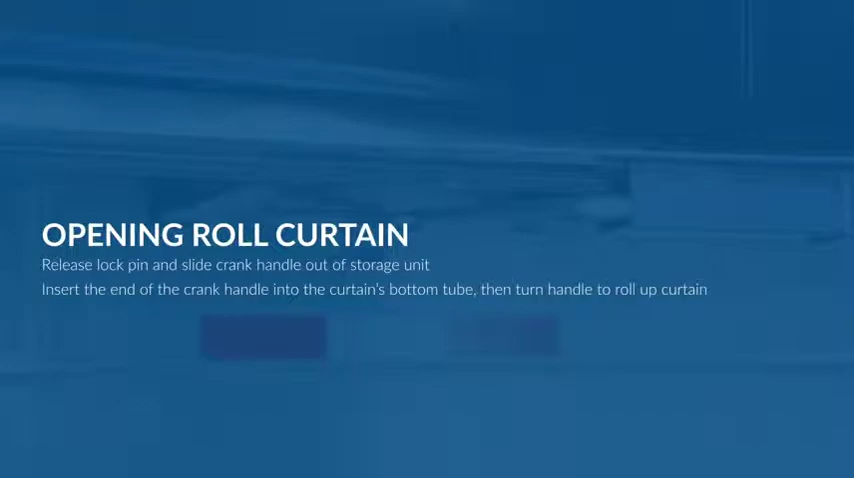 OPENING ROLL CURTAIN
Release lock pin and slide crank handle out of storage unit
Insert the end of the crank handle into the curtain's bottom tube, then turn handle to roll up curtain